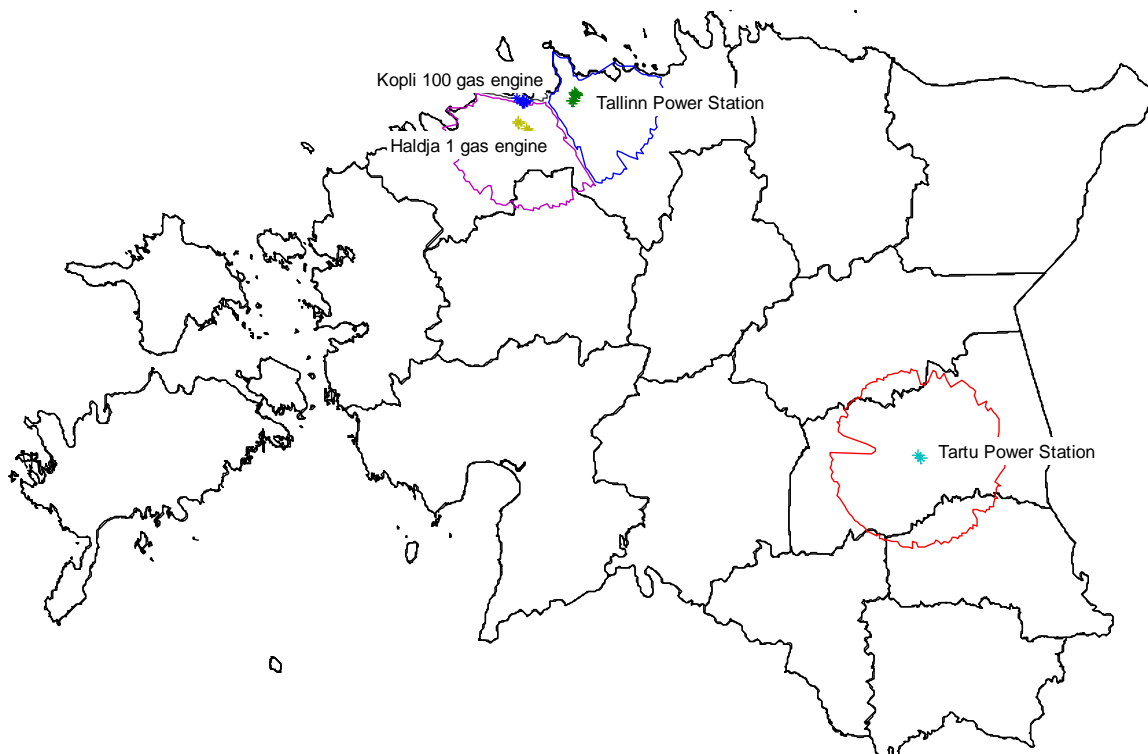 Kopli 100 gas engine
Tallinn Power Station
Haldja 1 gas engine
Tartu Power Station